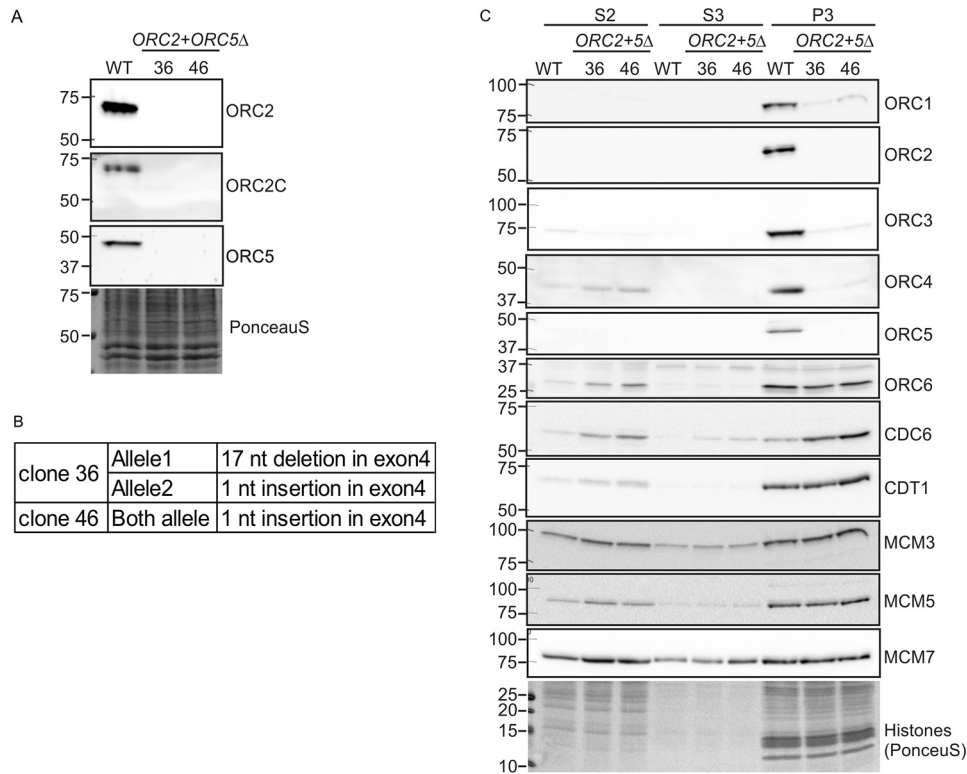 A
ORC2+ORC5Δ
WT 36 46
75
50
ORC2
75
50
ORC2C
50
37
ORC5
75
50
PonceauS
B
clone 36 Allele1 17 nt deletion in exon4
Allele2 1 nt insertion in exon4
clone 46 Both allele 1 nt insertion in exon4
C
S2 S3 P3
ORC2+5Δ ORC2+5Δ ORC2+5Δ
WT 36 46 WT 36 46 WT 36 46
100
75
ORC1
75
50
ORC2
100
75
ORC3
50
37
ORC4
50
37
ORC5
37
25
ORC6
75
50
CDC6
75
50
CDT1
100
75
MCM3
100
75
MCM5
100
75
MCM7
25
20
15
10
Histones
(PonceuS)